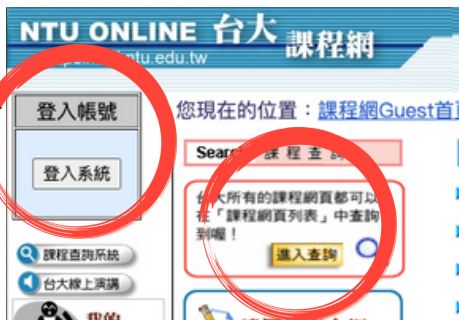 NTU ONLINE 台大 課程網
ntu.edu.tw
登入帳號
登入系統
您現在的位置：課程網Guest首頁
Search 課程查詢
台大所有的課程網頁都可以
在「課程網頁列表」中查詢
到喔！
進入查詢
課程查詢系統
台大線上演講
我的